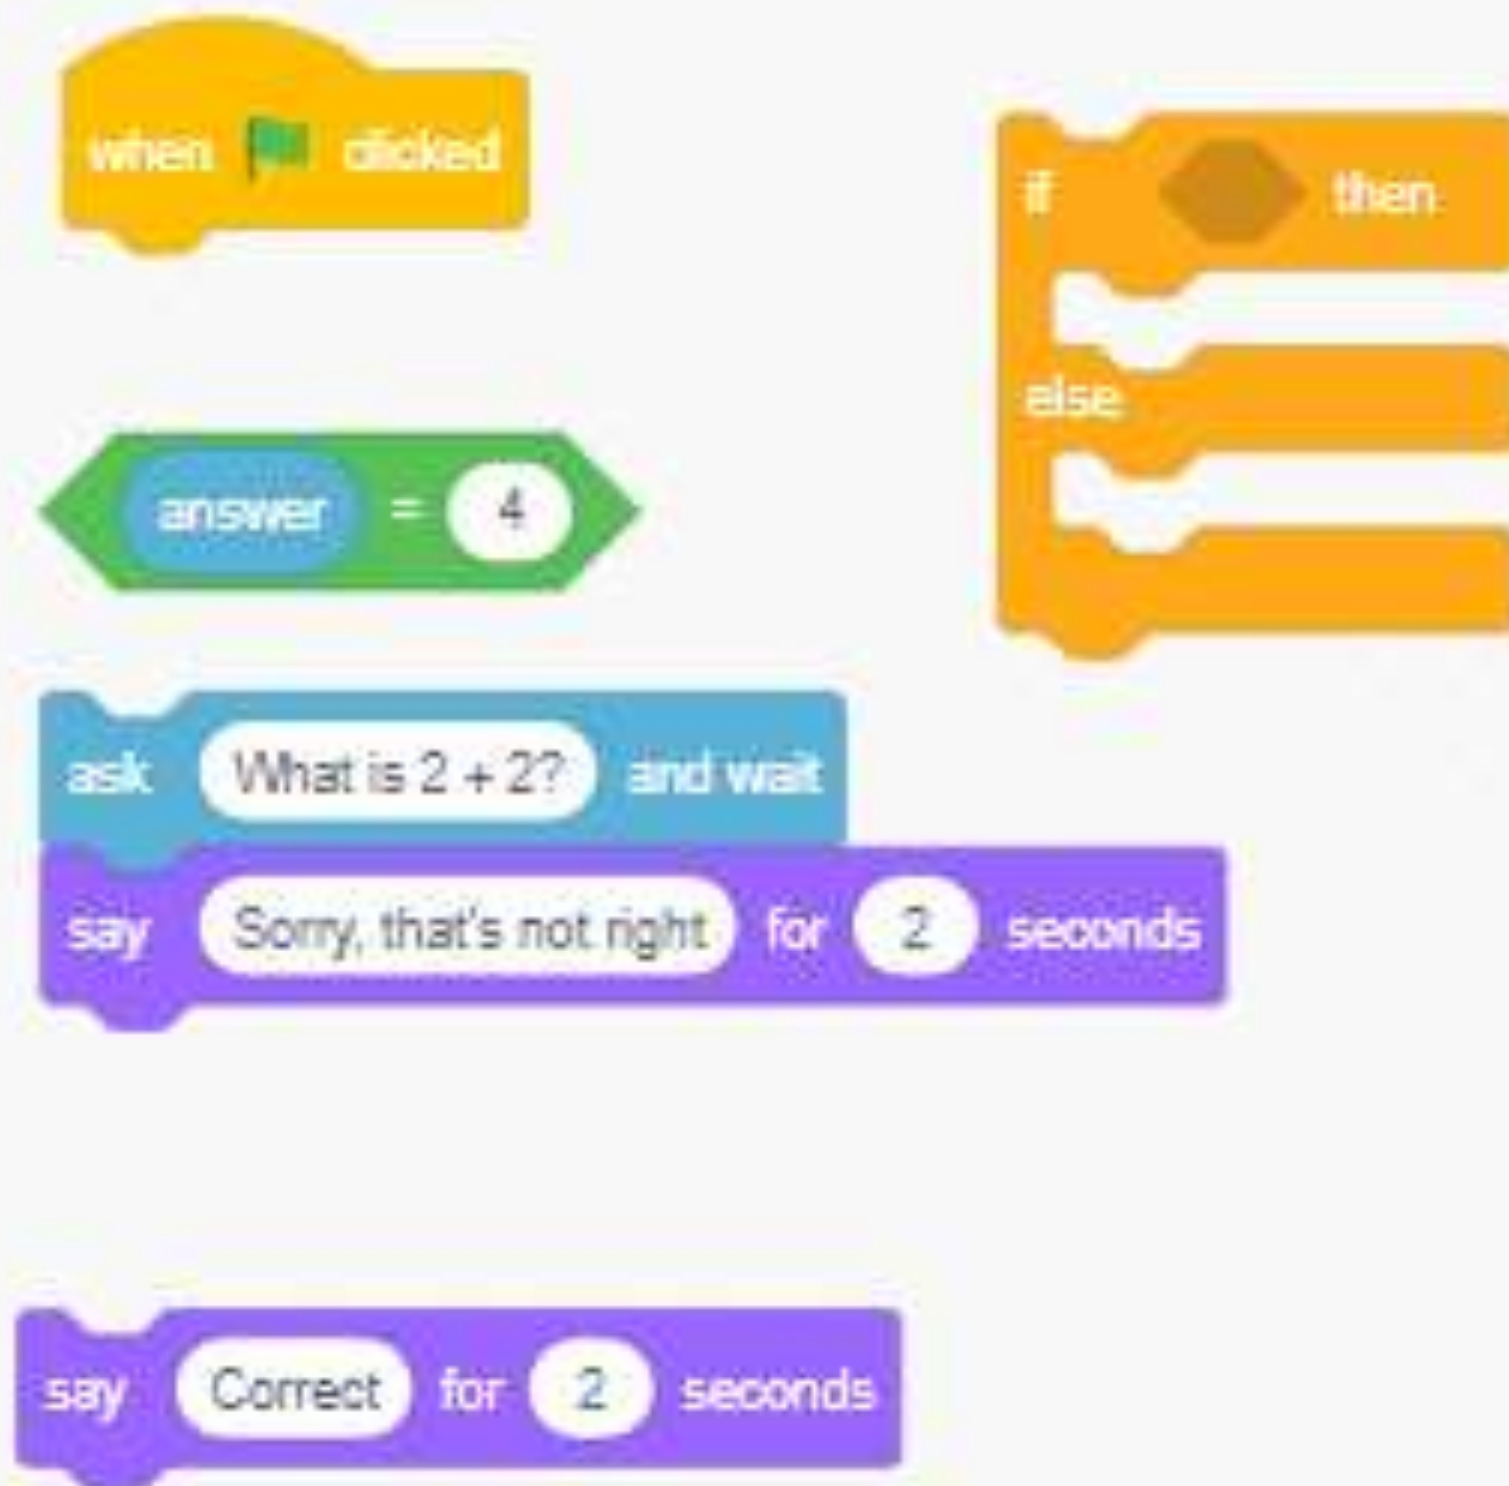 when clicked
if then
else
answer = 4
ask What is 2 + 2? and wait
say Sorry, that's not right for 2 seconds
say Correct for 2 seconds